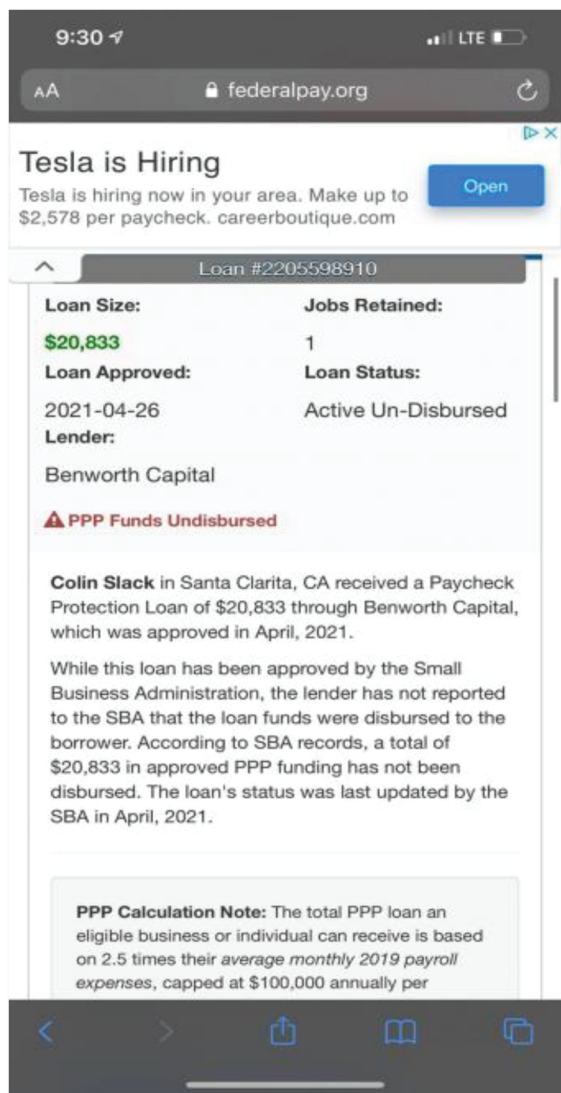 9:30
LTE
AA federalpay.org
Tesla is Hiring
Tesla is hiring now in your area. Make up to
$2,578 per paycheck. careerboutique.com
Open
Loan #2205598910
Loan Size: Jobs Retained:
$20,833 1
Loan Approved: Loan Status:
2021-04-26 Active Un-Disbursed
Lender:
Benworth Capital
PPP Funds Undisbursed
Colin Slack in Santa Clarita, CA received a Paycheck
Protection Loan of $20,833 through Benworth Capital,
which was approved in April, 2021.
While this loan has been approved by the Small
Business Administration, the lender has not reported
to the SBA that the loan funds were disbursed to the
borrower. According to SBA records, a total of
$20,833 in approved PPP funding has not been
disbursed. The loan's status was last updated by the
SBA in April, 2021.
PPP Calculation Note: The total PPP loan an
eligible business or individual can receive is based
on 2.5 times their average monthly 2019 payroll
expenses, capped at $100,000 annually per